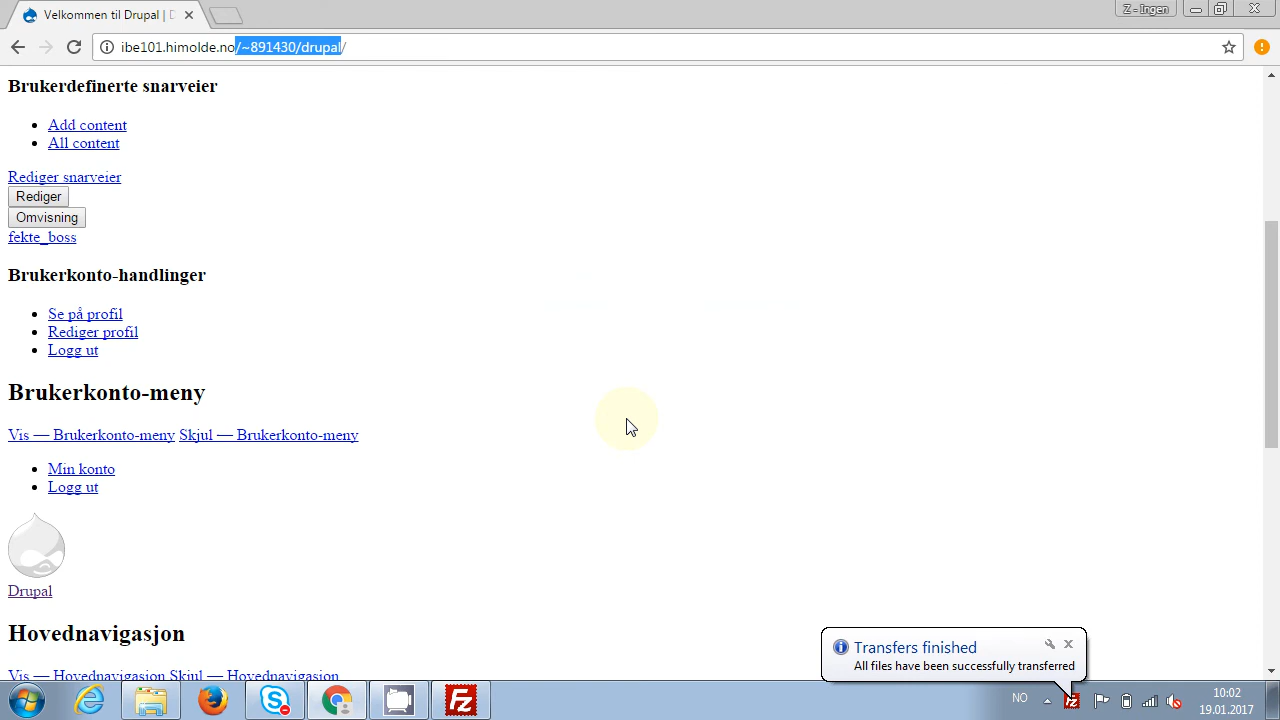 Velkommen til Drupal | D
Z - Ingen
ibe101.himolde.no/~891430/drupal/
Brukerdefinerte snarveier
Add content
All content
Rediger snarveier
Rediger
Omvisning
fekte_boss
Brukerkonto-handlinger
Se på profil
Rediger profil
Logg ut
Brukerkonto-meny
Vis — Brukerkonto-meny Skjul — Brukerkonto-meny
Min konto
Logg ut
Drupal
Hovednavigasjon
Vis — Hovednavigasjon Skjul — Hovednavigasjon
Transfers finished
All files have been successfully transferred
NO
10:02
19.01.2017